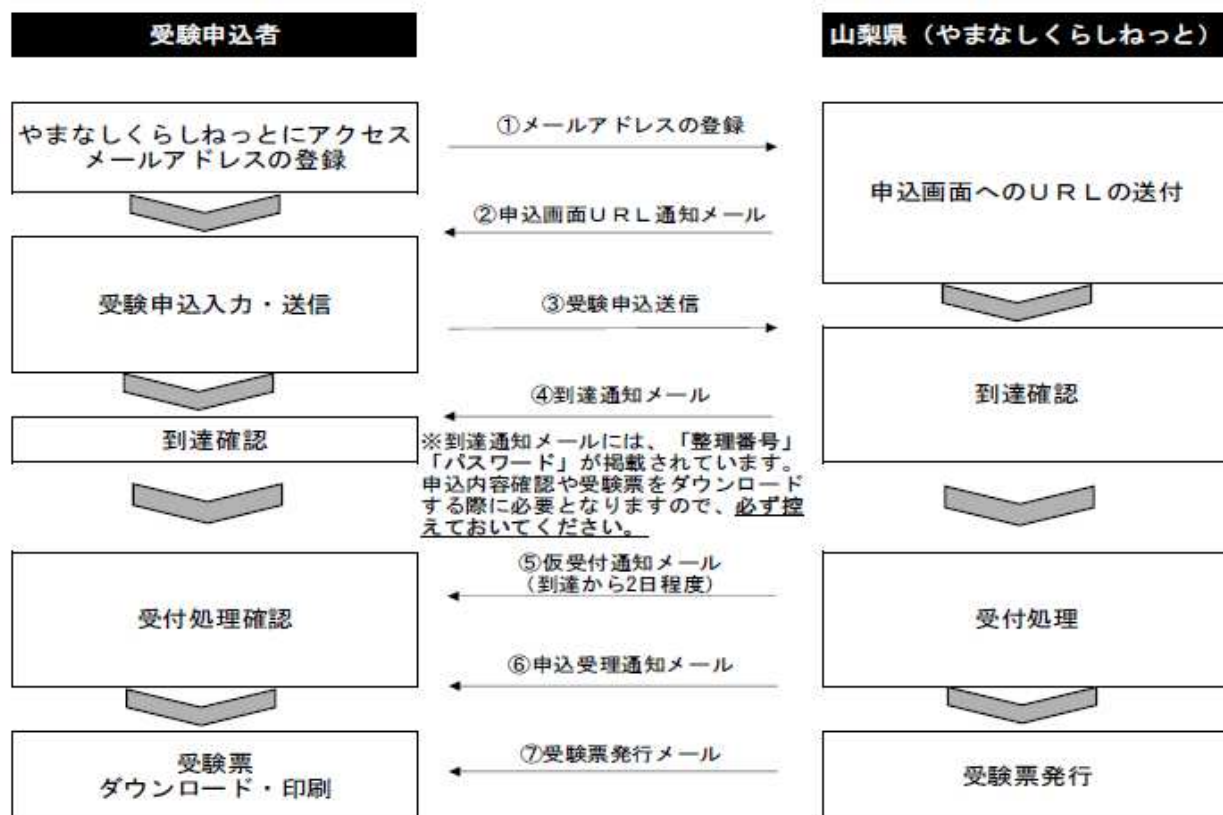 受験申込者
山梨県（やまなしくらしねっと）
やまなしくらしねっとにアクセス
メールアドレスの登録
①メールアドレスの登録
申込画面へのＵＲＬの送付
②申込画面ＵＲＬ通知メール
受験申込入力・送信
③受験申込送信
到達確認
④到達通知メール
到達確認
※到達通知メールには、「整理番号」
「パスワード」が掲載されています。
申込内容確認や受験票をダウンロード
する際に必要となりますので、必ず控
えておいてください。
⑤仮受付通知メール
（到達から2日程度）
受付処理確認
受付処理
⑥申込受理通知メール
⑦受験票発行メール
受験票
ダウンロード・印刷
受験票発行